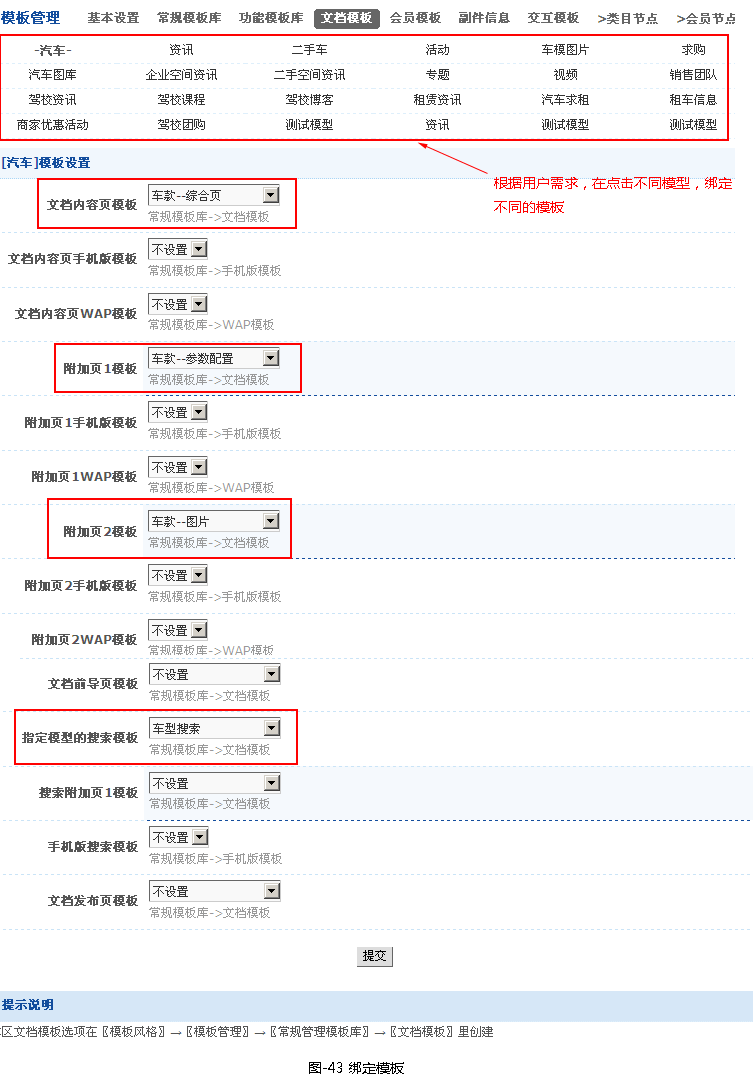 模板管理 基本设置 常规模板库 功能模板库 文档模板 会员模板 副件信息 交互模板 >类目节点 >会员节点
-汽车- 资讯 二手车 活动 车模图片 求购
汽车图库 企业空间资讯 二手空间资讯 专题 视频 销售团队
驾校资讯 驾校课程 驾校博客 租赁资讯 汽车求租 租车信息
商家优惠活动 驾校团购 测试模型 资讯 测试模型 测试模型
[汽车]模板设置
根据用户需求，在点击不同模型，绑定
不同的模板
文档内容页模板 车款--综合页
常规模板库->文档模板
文档内容页手机版模板 不设置
常规模板库->手机版模板
文档内容页WAP模板 不设置
常规模板库->WAP模板
附加页1模板 车款--参数配置
常规模板库->文档模板
附加页1手机版模板 不设置
常规模板库->手机版模板
附加页1WAP模板 不设置
常规模板库->WAP模板
附加页2模板 车款--图片
常规模板库->文档模板
附加页2手机版模板 不设置
常规模板库->手机版模板
附加页2WAP模板 不设置
常规模板库->WAP模板
文档前导页模板 不设置
常规模板库->文档模板
指定模型的搜索模板 车型搜索
常规模板库->文档模板
搜索附加页1模板 不设置
常规模板库->文档模板
手机版搜索模板 不设置
常规模板库->手机版模板
文档发布页模板 不设置
常规模板库->文档模板
提交
提示说明
区文档模板选项在〖模板风格〗→〖模板管理〗→〖常规管理模板库〗→〖文档模板〗里创建
图-43 绑定模板